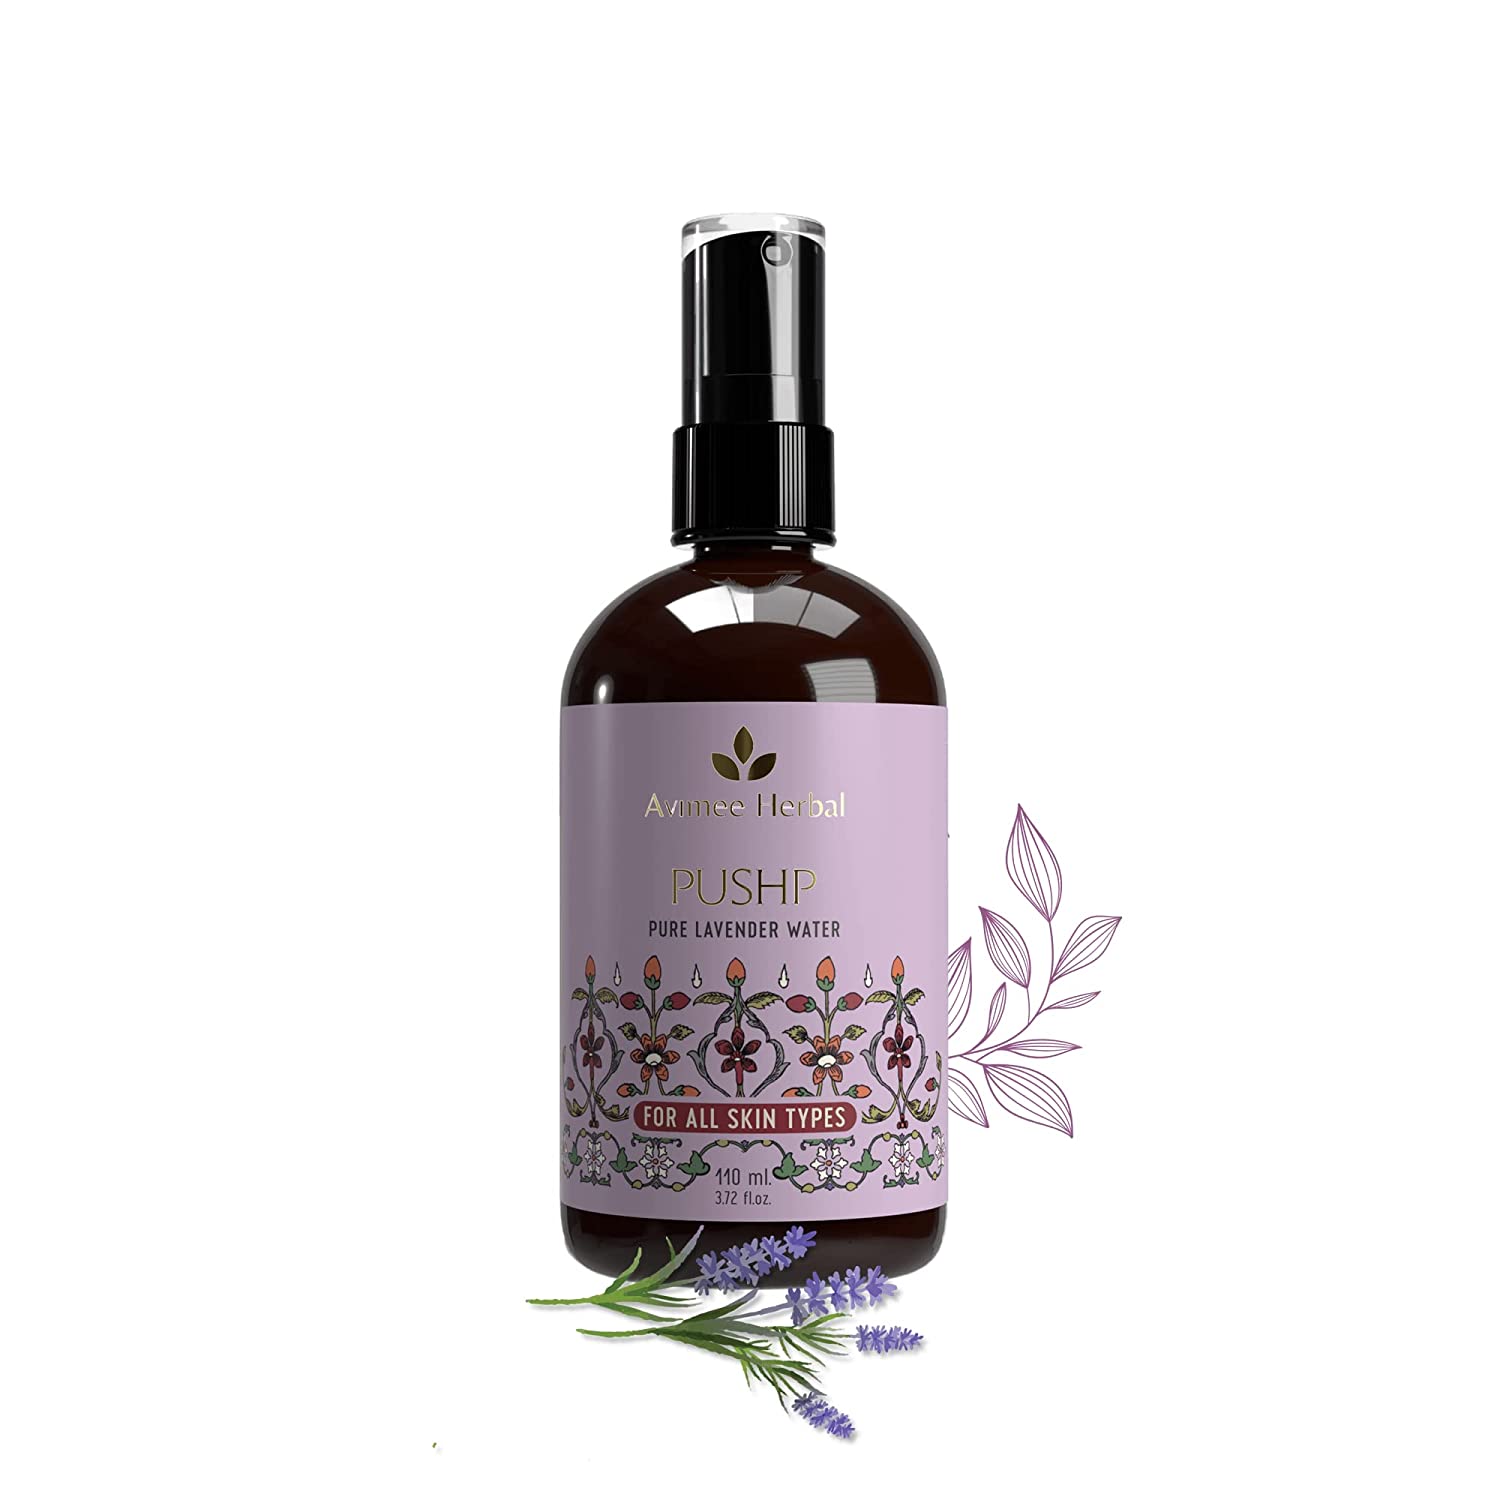 Avimee Herbal
PUSHP
PURE LAVENDER WATER
FOR ALL SKIN TYPES
110 ml.
3.72 fl.oz.